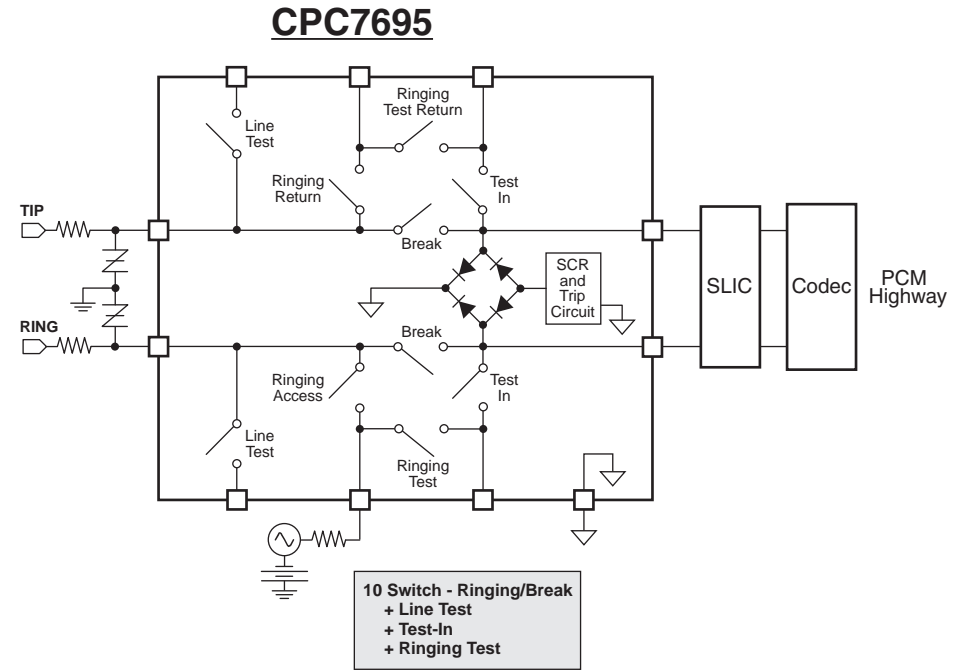 CPC7695
Ringing
Test Return
Line
Test
Ringing
Return
Test
In
TIP
Break
SCR
and
Trip
Circuit
SLIC
Codec
PCM
Highway
RING
Break
Ringing
Access
Test
In
Line
Test
Ringing
Test
10 Switch - Ringing/Break
+ Line Test
+ Test-In
+ Ringing Test